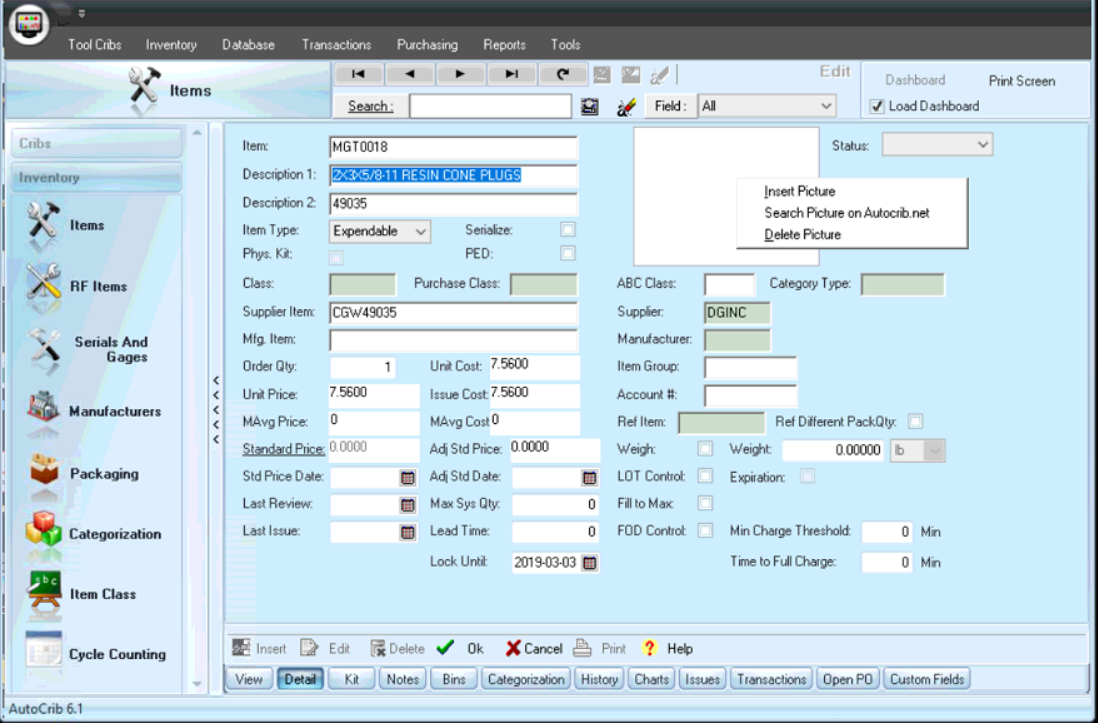 Tool Cribs Inventory Database Transactions Purchasing Reports Tools
Items
Search :
Field : All
Edit
Dashboard Print Screen
Load Dashboard
Cribs
Inventory
Items
RF Items
Serials And
Gages
Manufacturers
Packaging
Categorization
abc
Item Class
Cycle Counting
Item: MGT0018
Status:
Description 1: 2X3X5/8-11 RESIN CONE PLUGS
Insert Picture
Search Picture on Autocrib.net
Delete Picture
Description 2: 49035
Item Type: Expendable Serialize:
Phys. Kit: PED:
Class: Purchase Class: ABC Class: Category Type:
Supplier Item: CGW49035 Supplier: DGINC
Mfg. Item: Manufacturer:
Order Qty: 1 Unit Cost: 7.5600 Item Group:
Unit Price: 7.5600 Issue Cost: 7.5600 Account #:
MAvg Price: 0 MAvg Cost 0 Ref Item: Ref Different PackQty:
Standard Price: 0.0000 Adj Std Price: 0.0000 Weigh: Weight: 0.00000 lb
Std Price Date: Adj Std Date: LOT Control: Expiration:
Last Review: Max Sys Qty: 0 Fill to Max:
Last Issue: Lead Time: 0 FOD Control: Min Charge Threshold: 0 Min
Lock Until: 2019-03-03 Time to Full Charge: 0 Min
Insert Edit Delete Ok Cancel Print Help
View Detail Kit Notes Bins Categorization History Charts Issues Transactions Open PO Custom Fields
AutoCrib 6.1